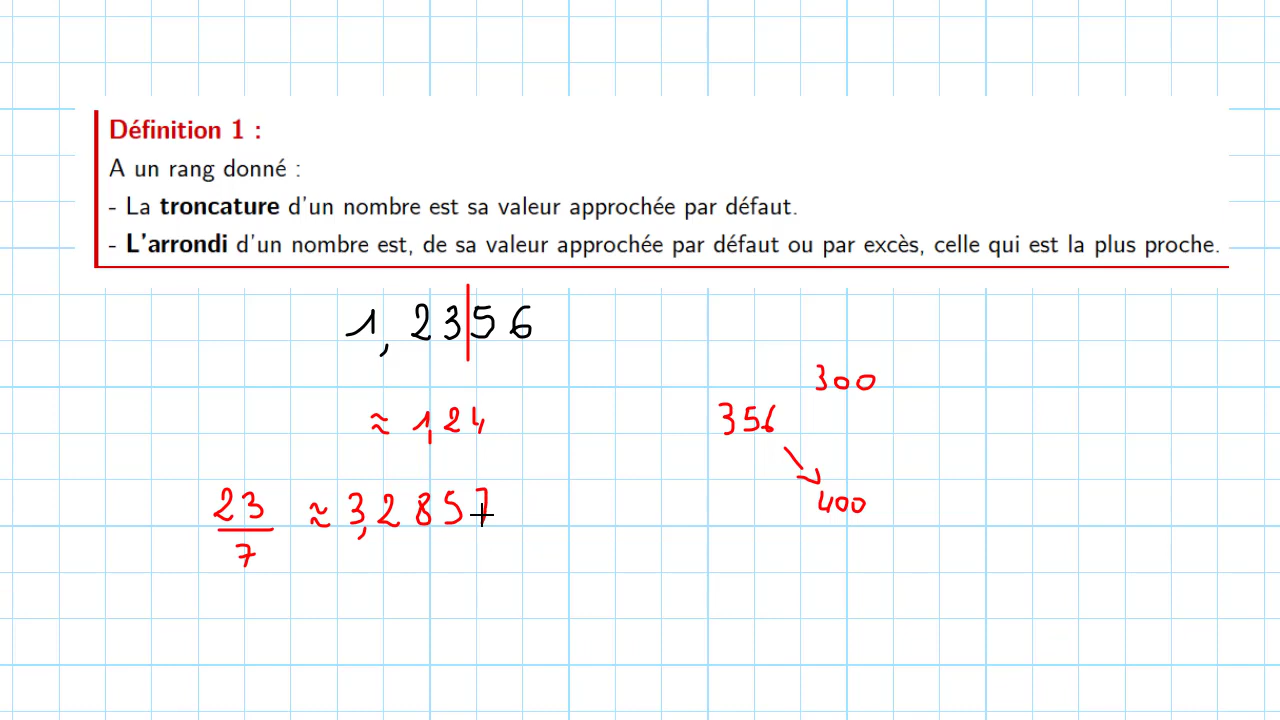 Définition 1 :
A un rang donné :
- La troncature d'un nombre est sa valeur approchée par défaut.
- L'arrondi d'un nombre est, de sa valeur approchée par défaut ou par excès, celle qui est la plus proche.
1,2356
300
≈ 1,24
356
400
23/7 ≈ 3,2857